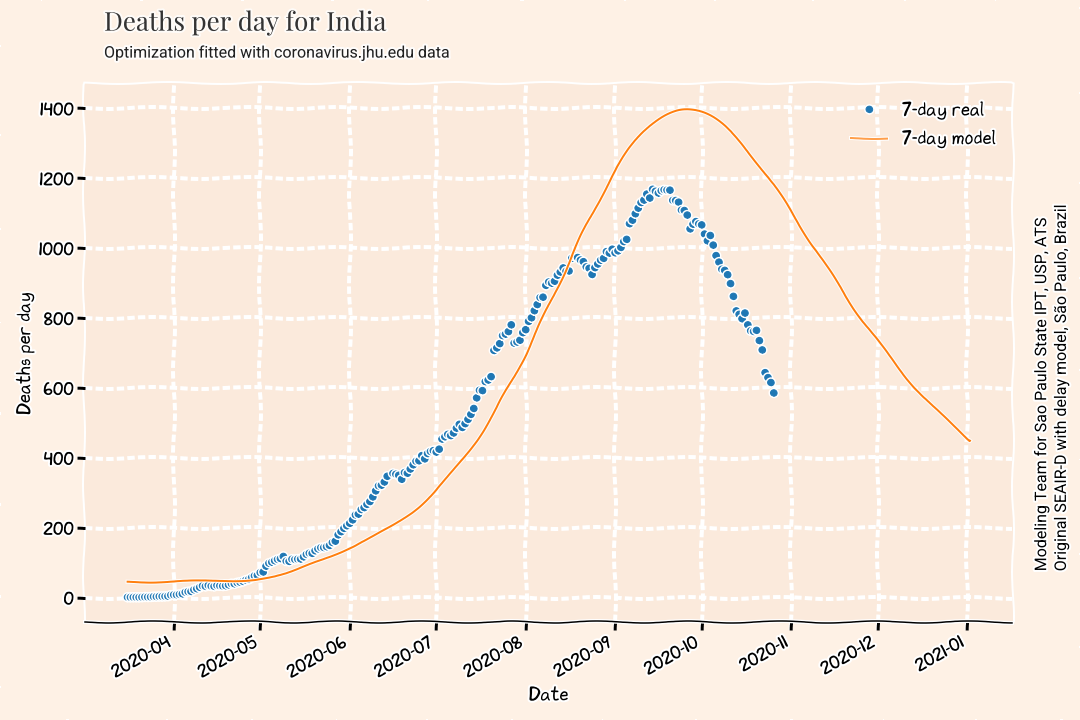 Deaths per day for India
Optimization fitted with coronavirus.jhu.edu data
7-day real
7-day model
1400
1200
1000
800
600
400
200
0
Deaths per day
2020-04
2020-05
2020-06
2020-07
2020-08
2020-09
2020-10
2020-11
2020-12
2021-01
Date
Modeling Team for Sao Paulo State IPT, USP, ATS
Original SEAIR-D with delay model, São Paulo, Brazil